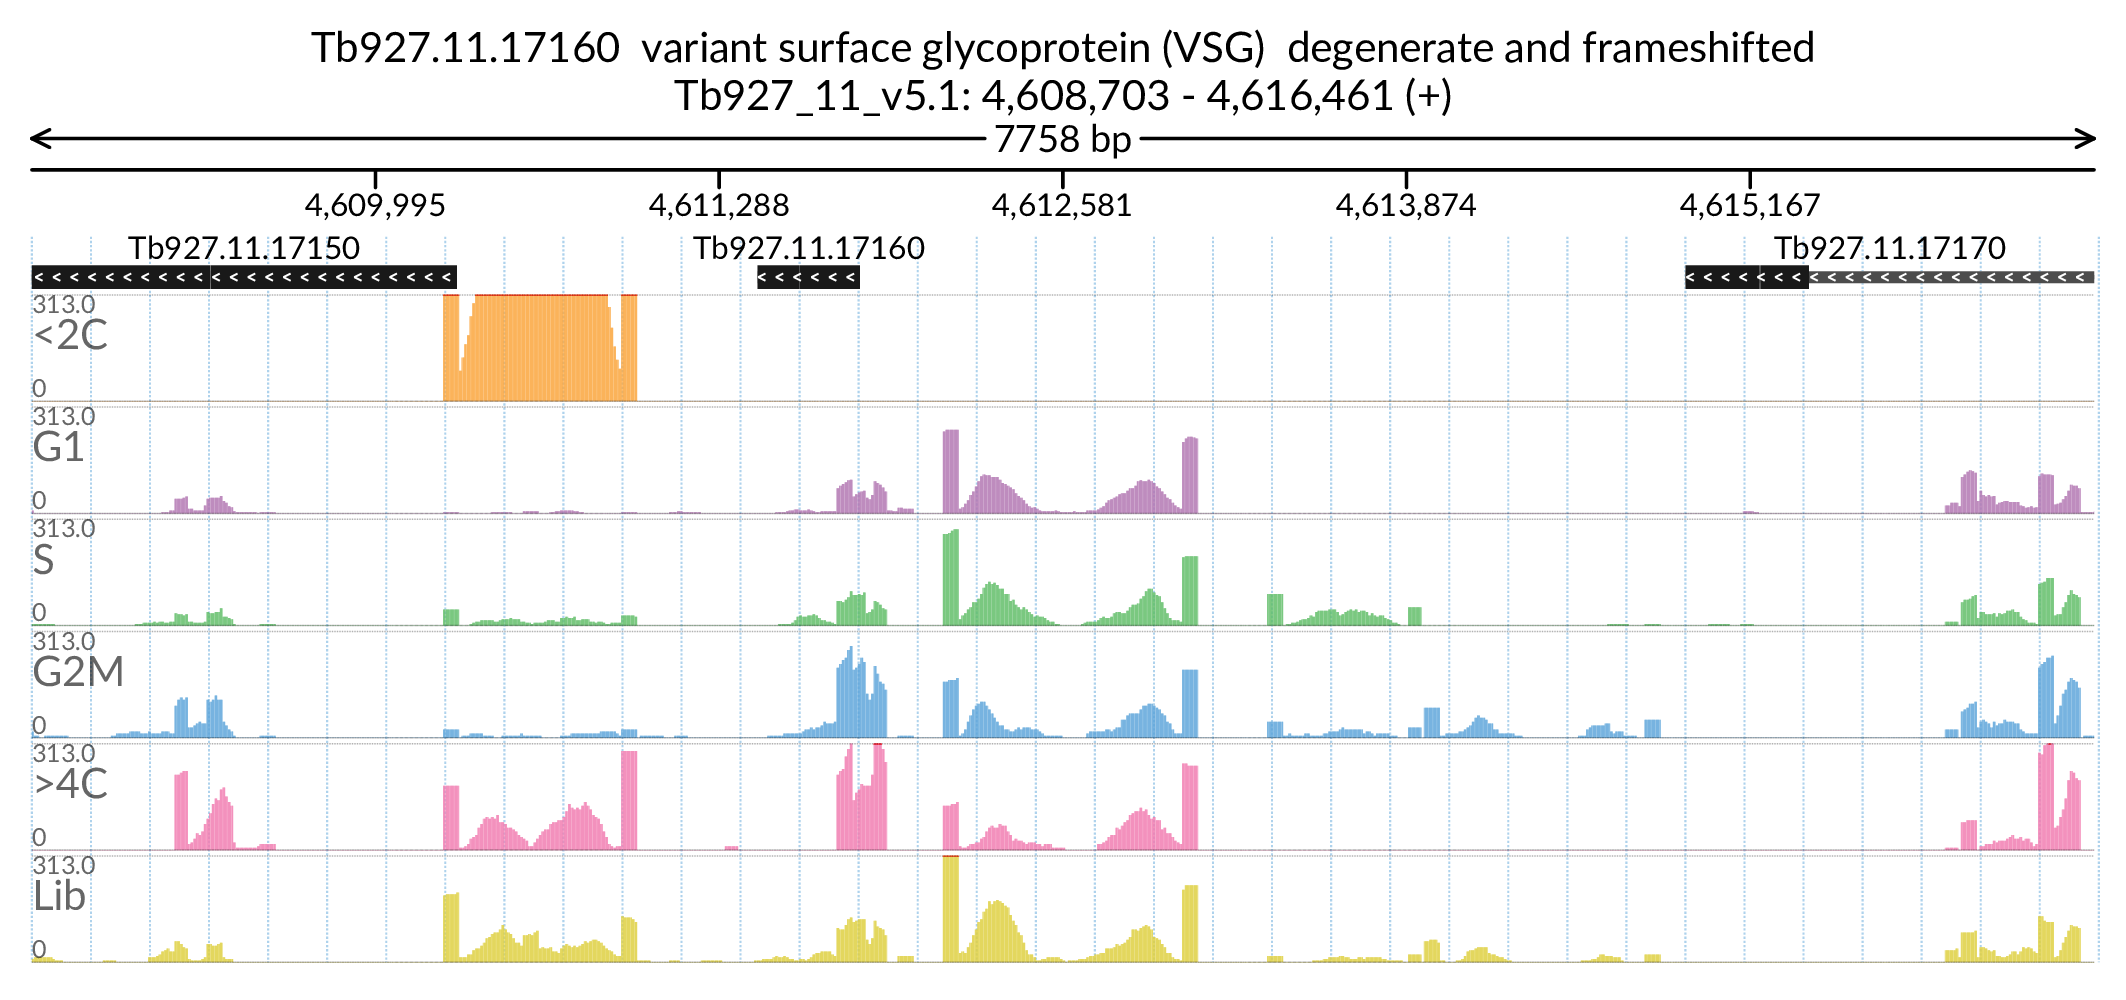 Tb927.11.17160 variant surface glycoprotein (VSG) degenerate and frameshifted
Tb927_11_v5.1: 4,608,703 - 4,616,461 (+)
7758 bp
4,609,995 4,611,288 4,612,581 4,613,874 4,615,167
Tb927.11.17150 Tb927.11.17160 Tb927.11.17170
313.0
<2C
0
313.0
G1
0
313.0
S
0
313.0
G2M
0
313.0
>4C
0
313.0
Lib
0